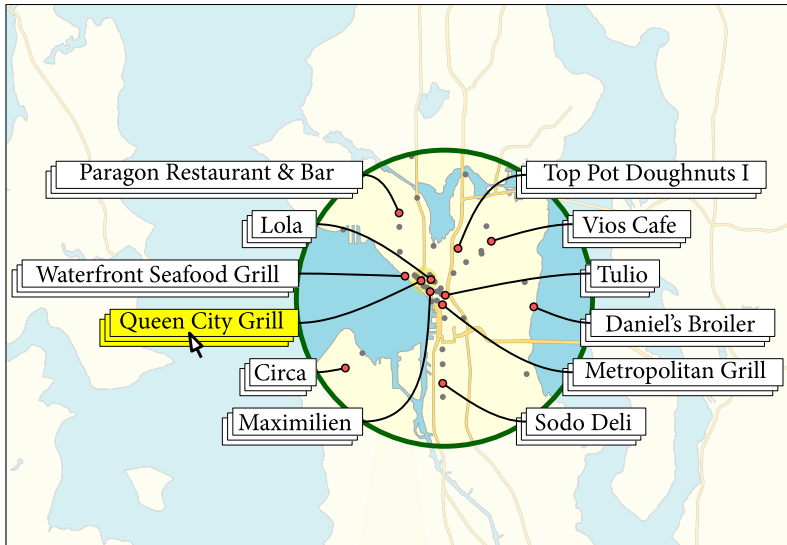 Paragon Restaurant & Bar
Top Pot Doughnuts I
Lola
Vios Cafe
Waterfront Seafood Grill
Tulio
Queen City Grill
Daniel's Broiler
Circa
Metropolitan Grill
Maximilien
Sodo Deli